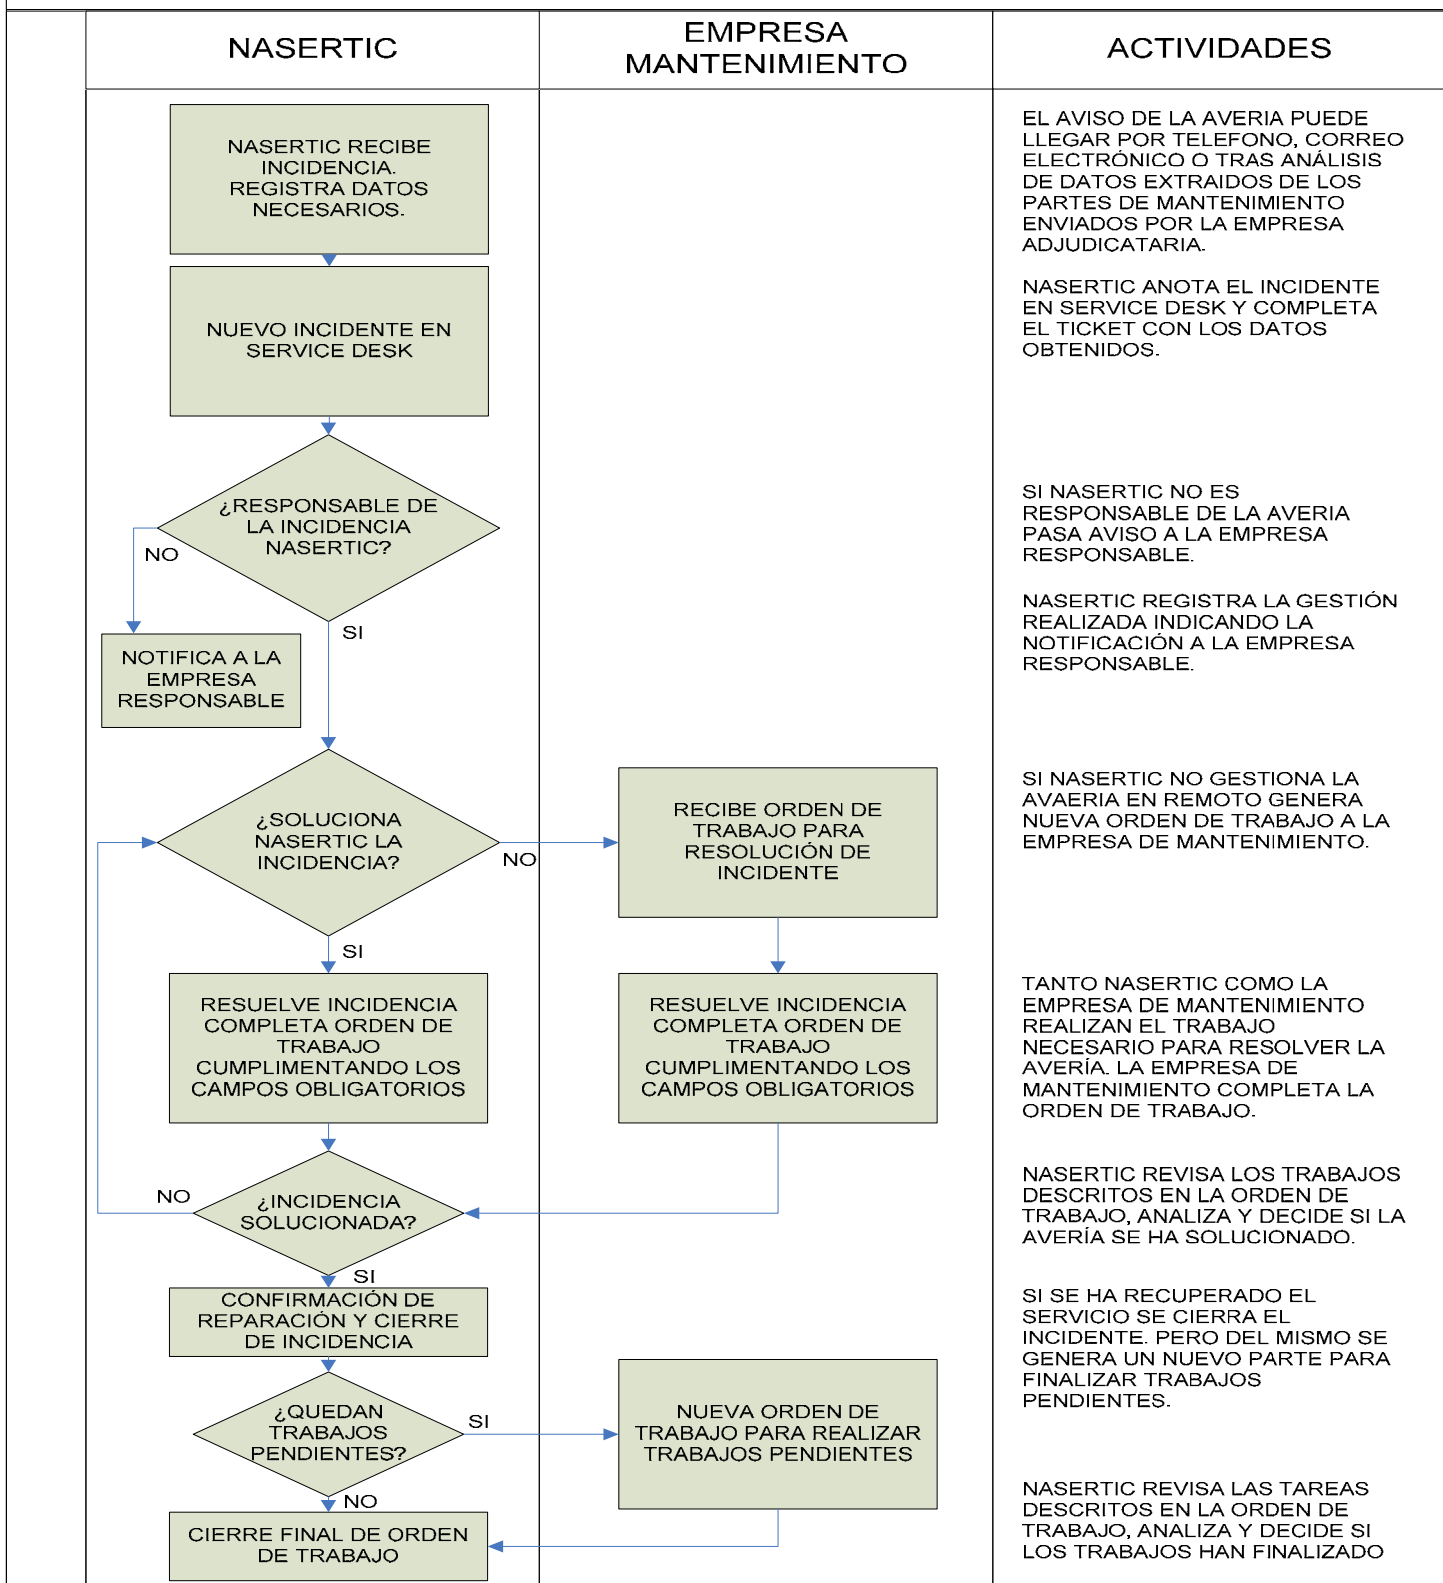 NASERTIC
EMPRESA
MANTENIMIENTO
ACTIVIDADES
NASERTIC RECIBE
INCIDENCIA.
REGISTRA DATOS
NECESARIOS.
EL AVISO DE LA AVERIA PUEDE
LLEGAR POR TELEFONO, CORREO
ELECTRÓNICO O TRAS ANÁLISIS
DE DATOS EXTRAIDOS DE LOS
PARTES DE MANTENIMIENTO
ENVIADOS POR LA EMPRESA
ADJUDICATARIA.
NUEVO INCIDENTE EN
SERVICE DESK
NASERTIC ANOTA EL INCIDENTE
EN SERVICE DESK Y COMPLETA
EL TICKET CON LOS DATOS
OBTENIDOS.
¿RESPONSABLE DE
LA INCIDENCIA
NASERTIC?
NO
SI
SI NASERTIC NO ES
RESPONSABLE DE LA AVERIA
PASA AVISO A LA EMPRESA
RESPONSABLE.
NOTIFICA A LA
EMPRESA
RESPONSABLE
NASERTIC REGISTRA LA GESTIÓN
REALIZADA INDICANDO LA
NOTIFICACIÓN A LA EMPRESA
RESPONSABLE.
¿SOLUCIONA
NASERTIC LA
INCIDENCIA?
NO
SI
RECIBE ORDEN DE
TRABAJO PARA
RESOLUCIÓN DE
INCIDENTE
SI NASERTIC NO GESTIONA LA
AVAERIA EN REMOTO GENERA
NUEVA ORDEN DE TRABAJO A LA
EMPRESA DE MANTENIMIENTO.
RESUELVE INCIDENCIA
COMPLETA ORDEN DE
TRABAJO
CUMPLIMENTANDO LOS
CAMPOS OBLIGATORIOS
RESUELVE INCIDENCIA
COMPLETA ORDEN DE
TRABAJO
CUMPLIMENTANDO LOS
CAMPOS OBLIGATORIOS
TANTO NASERTIC COMO LA
EMPRESA DE MANTENIMIENTO
REALIZAN EL TRABAJO
NECESARIO PARA RESOLVER LA
AVERÍA. LA EMPRESA DE
MANTENIMIENTO COMPLETA LA
ORDEN DE TRABAJO.
NO
¿INCIDENCIA
SOLUCIONADA?
SI
NASERTIC REVISA LOS TRABAJOS
DESCRITOS EN LA ORDEN DE
TRABAJO, ANALIZA Y DECIDE SI LA
AVERÍA SE HA SOLUCIONADO.
CONFIRMACIÓN DE
REPARACIÓN Y CIERRE
DE INCIDENCIA
SI SE HA RECUPERADO EL
SERVICIO SE CIERRA EL
INCIDENTE. PERO DEL MISMO SE
GENERA UN NUEVO PARTE PARA
FINALIZAR TRABAJOS
PENDIENTES.
¿QUEDAN
TRABAJOS
PENDIENTES?
SI
NO
NUEVA ORDEN DE
TRABAJO PARA REALIZAR
TRABAJOS PENDIENTES
CIERRE FINAL DE ORDEN
DE TRABAJO
NASERTIC REVISA LAS TAREAS
DESCRITOS EN LA ORDEN DE
TRABAJO, ANALIZA Y DECIDE SI
LOS TRABAJOS HAN FINALIZADO